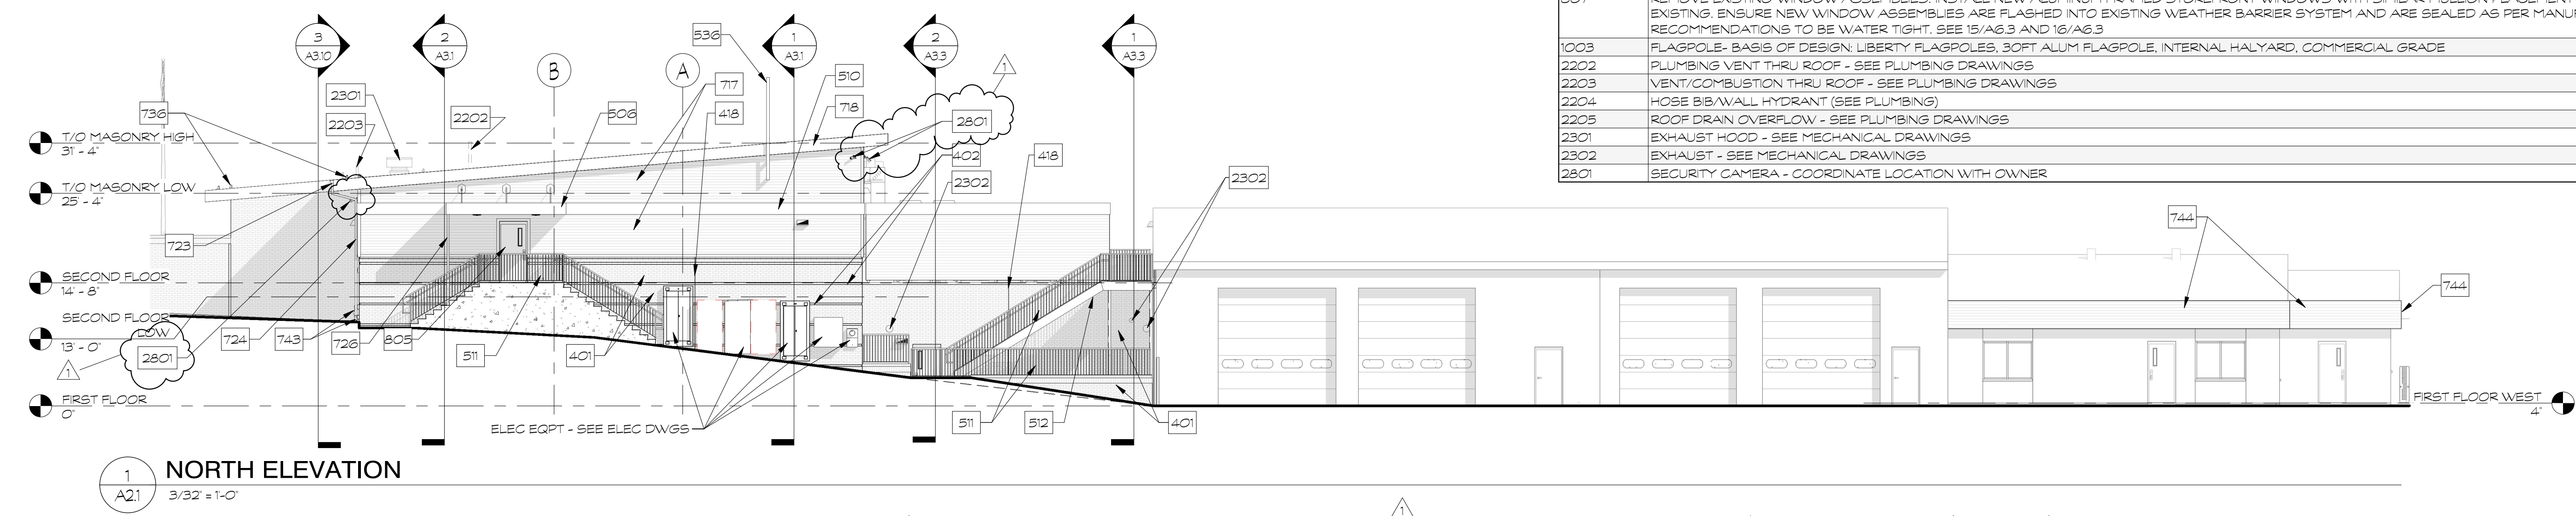 EXISTING. ENSURE NEW WINDOW ASSEMBLIES ARE FLASHED INTO EXISTING WEATHER BARRIER SYSTEM AND ARE SEALED AS PER
RECOMMENDATIONS TO BE WATER TIGHT. SEE 15/A6.3 AND 16/A6.3
1003 FLAGPOLE- BASIS OF DESIGN: LIBERTY FLAGPOLES, 30FT ALUM FLAGPOLE, INTERNAL HALYARD, COMMERCIAL GRADE
2202 PLUMBING VENT THRU ROOF - SEE PLUMBING DRAWINGS
2203 VENT/COMBUSTION THRU ROOF - SEE PLUMBING DRAWINGS
2204 HOSE BIB/WALL HYDRANT (SEE PLUMBING)
2205 ROOF DRAIN OVERFLOW - SEE PLUMBING DRAWINGS
2301 EXHAUST HOOD - SEE MECHANICAL DRAWINGS
2302 EXHAUST - SEE MECHANICAL DRAWINGS
2801 SECURITY CAMERA - COORDINATE LOCATION WITH OWNER
3
A3.10
2
A3.1
B
A
536
1
A3.1
2
A3.3
1
A3.3
1
717
510
2301
736
2203
2202
506
418
718
2801
T/O MASONRY HIGH
31' - 4"
402
418
2302
2302
T/O MASONRY LOW
25' - 4"
723
744
SECOND FLOOR
14' - 8"
744
SECOND FLOOR
LOW
13' - 0"
2801
724
743
726
805
511
401
1
FIRST FLOOR
0"
FIRST FLOOR WEST
4"
511
512
401
ELEC EQPT - SEE ELEC DWGS
1
A2.1
NORTH ELEVATION
3/32" = 1'-0"
1